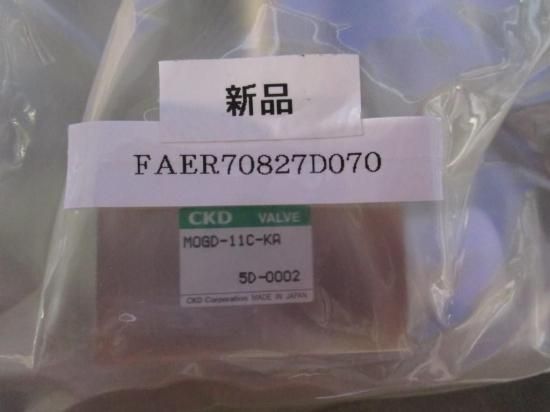 新品
FAER70827D070
CKD VALVE
MOGD-11C-KA
5D-0002
CKD Corporation MADE IN JAPAN